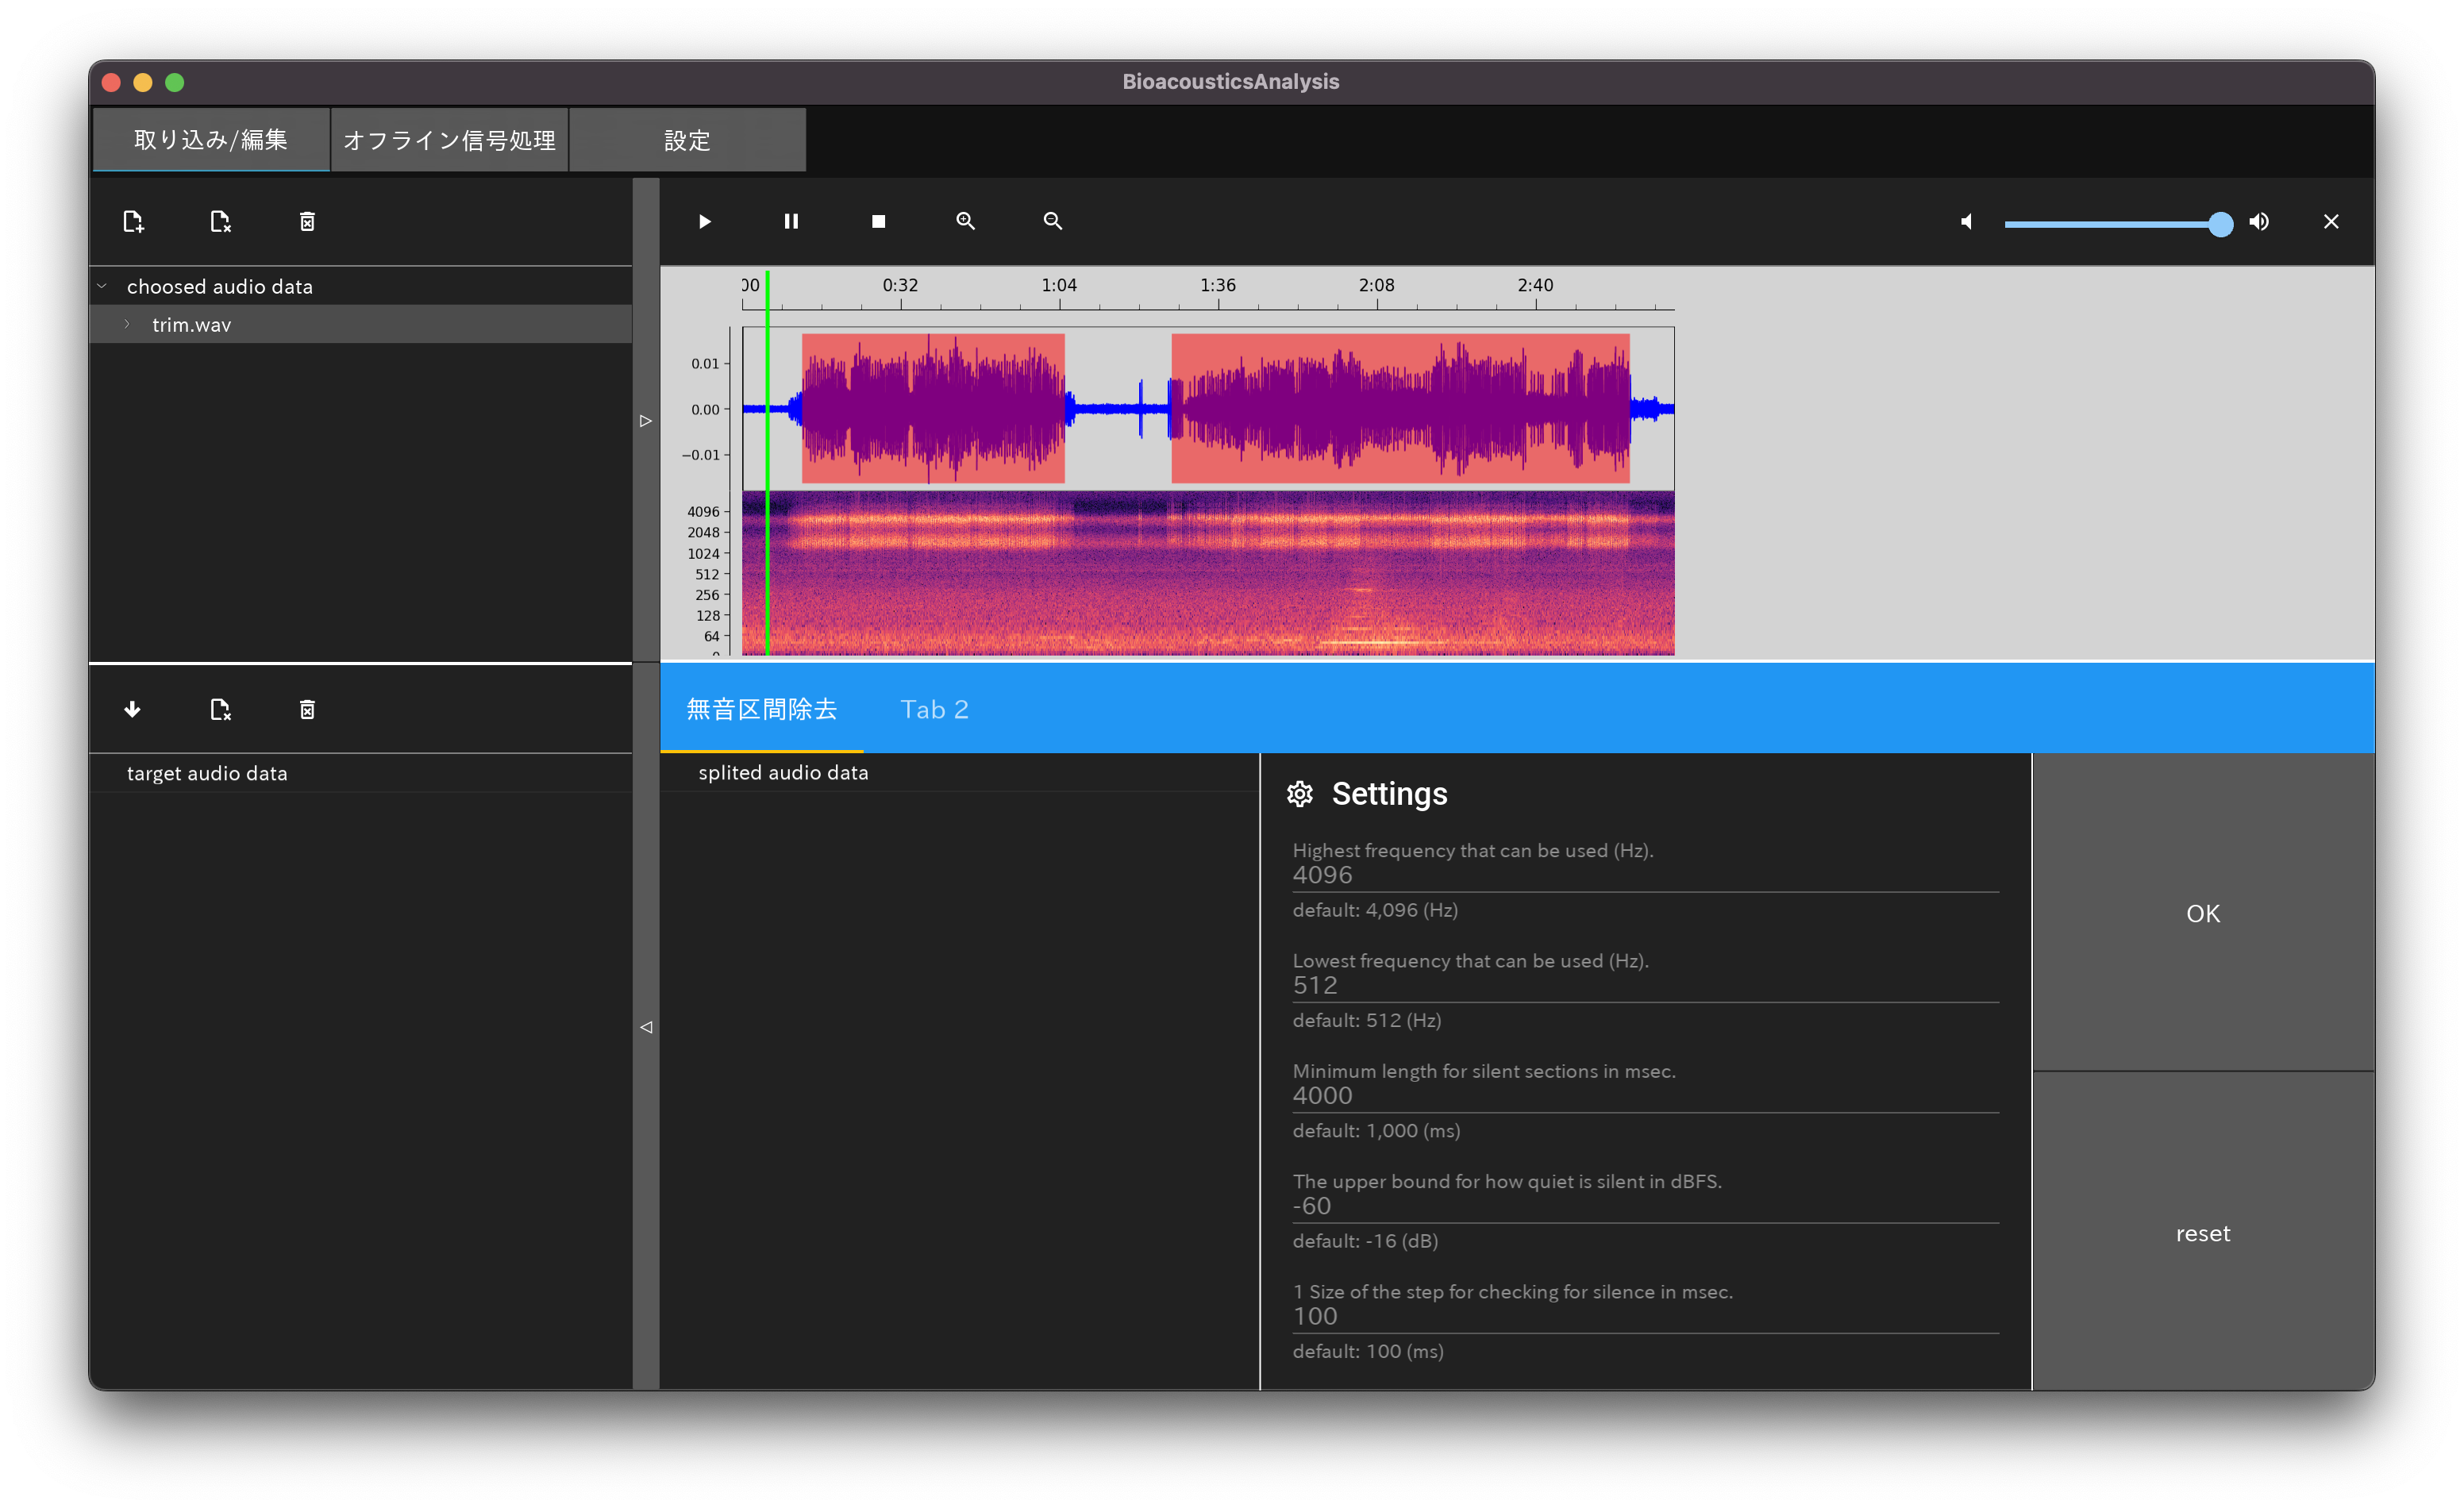 BioacousticsAnalysis
取り込み/編集 オフライン信号処理 設定
choosed audio data
trim.wav
00 0:32 1:04 1:36 2:08 2:40
0.01
0.00
−0.01
4096
2048
1024
512
256
128
64
無音区間除去 Tab 2
target audio data
splited audio data
Settings
Highest frequency that can be used (Hz).
4096
default: 4,096 (Hz)
Lowest frequency that can be used (Hz).
512
default: 512 (Hz)
Minimum length for silent sections in msec.
4000
default: 1,000 (ms)
The upper bound for how quiet is silent in dBFS.
-60
default: -16 (dB)
1 Size of the step for checking for silence in msec.
100
default: 100 (ms)
OK
reset